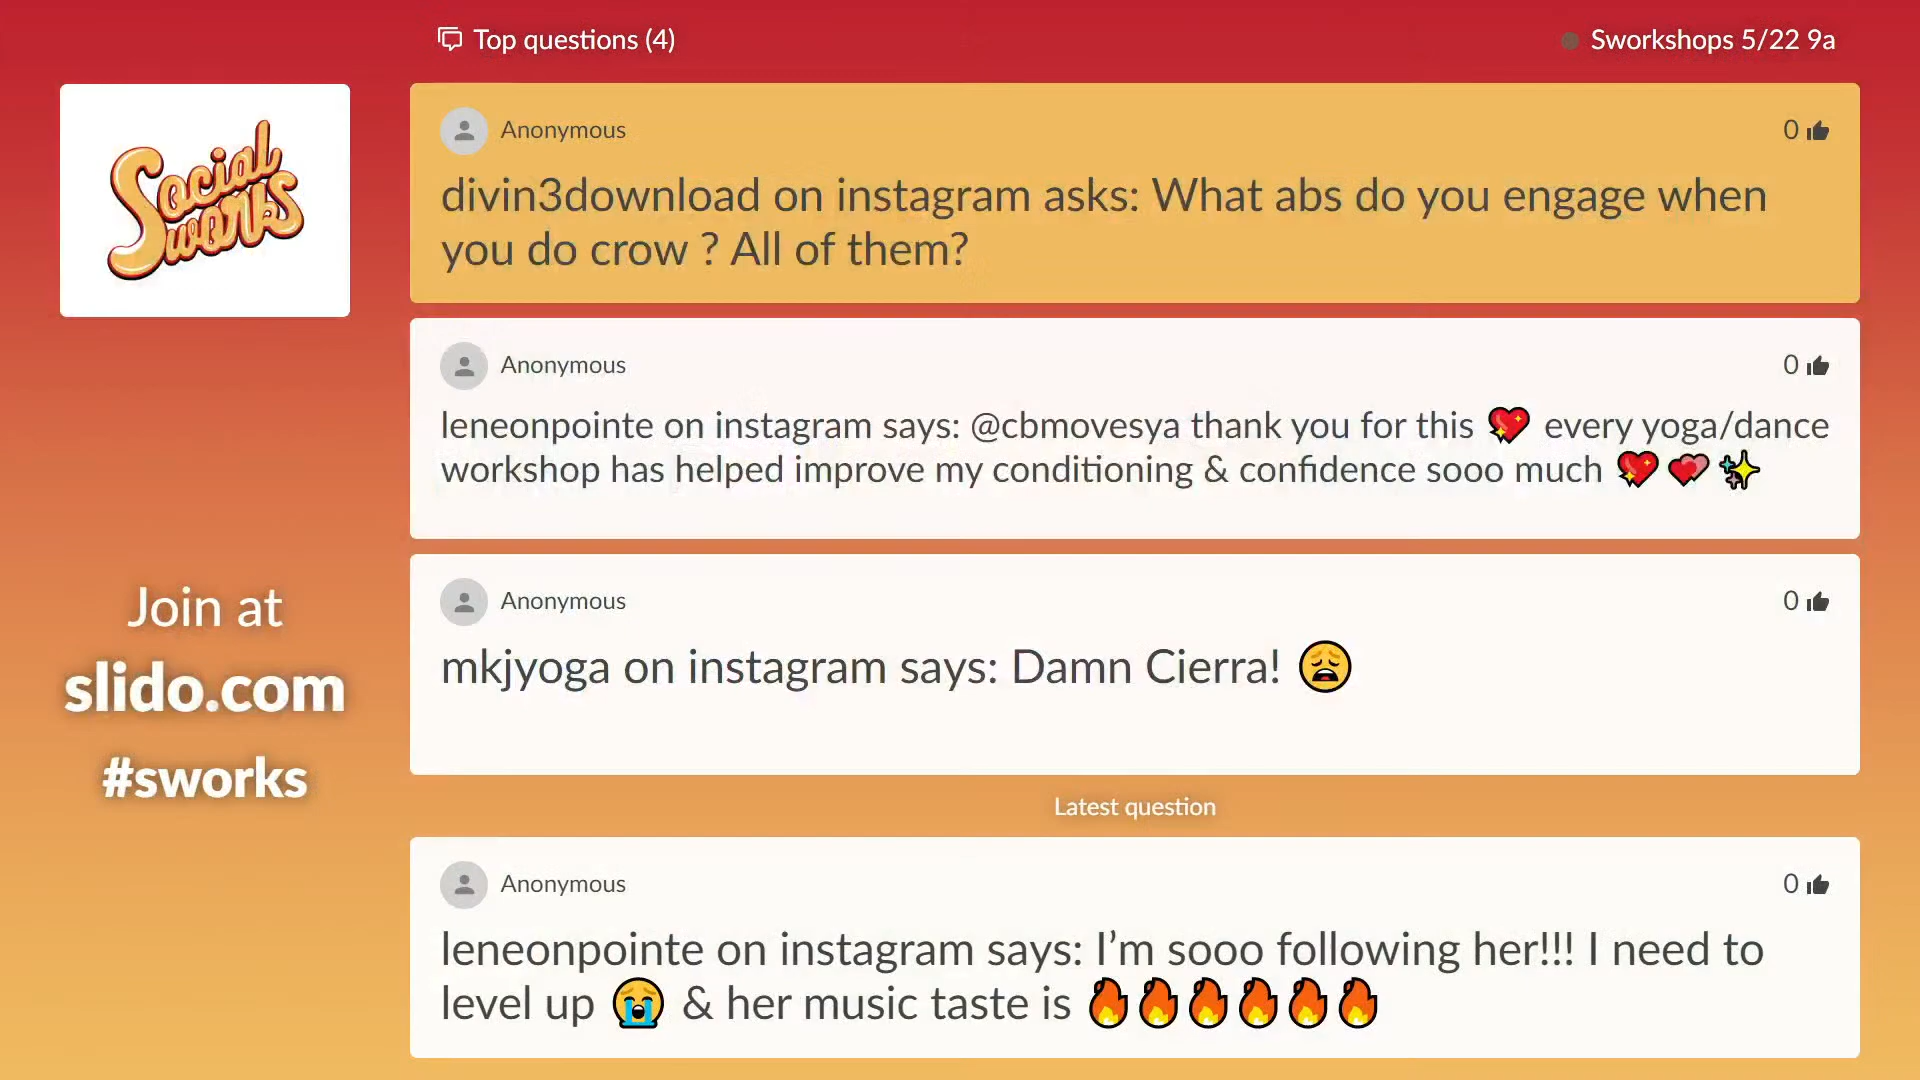 Top questions (4)
Sworkshops 5/22 9a
Social
Sworks
Join at
slido.com
#sworks
Anonymous
0
divin3download on instagram asks: What abs do you engage when
you do crow ? All of them?
Anonymous
0
leneonpointe on instagram says: @cbmovesya thank you for this 💖 every yoga/dance
workshop has helped improve my conditioning & confidence sooo much 💖💕✨
Anonymous
0
mkjyoga on instagram says: Damn Cierra! 😩
Latest question
Anonymous
0
leneonpointe on instagram says: I’m sooo following her!!! I need to
level up 😭 & her music taste is 🔥🔥🔥🔥🔥🔥